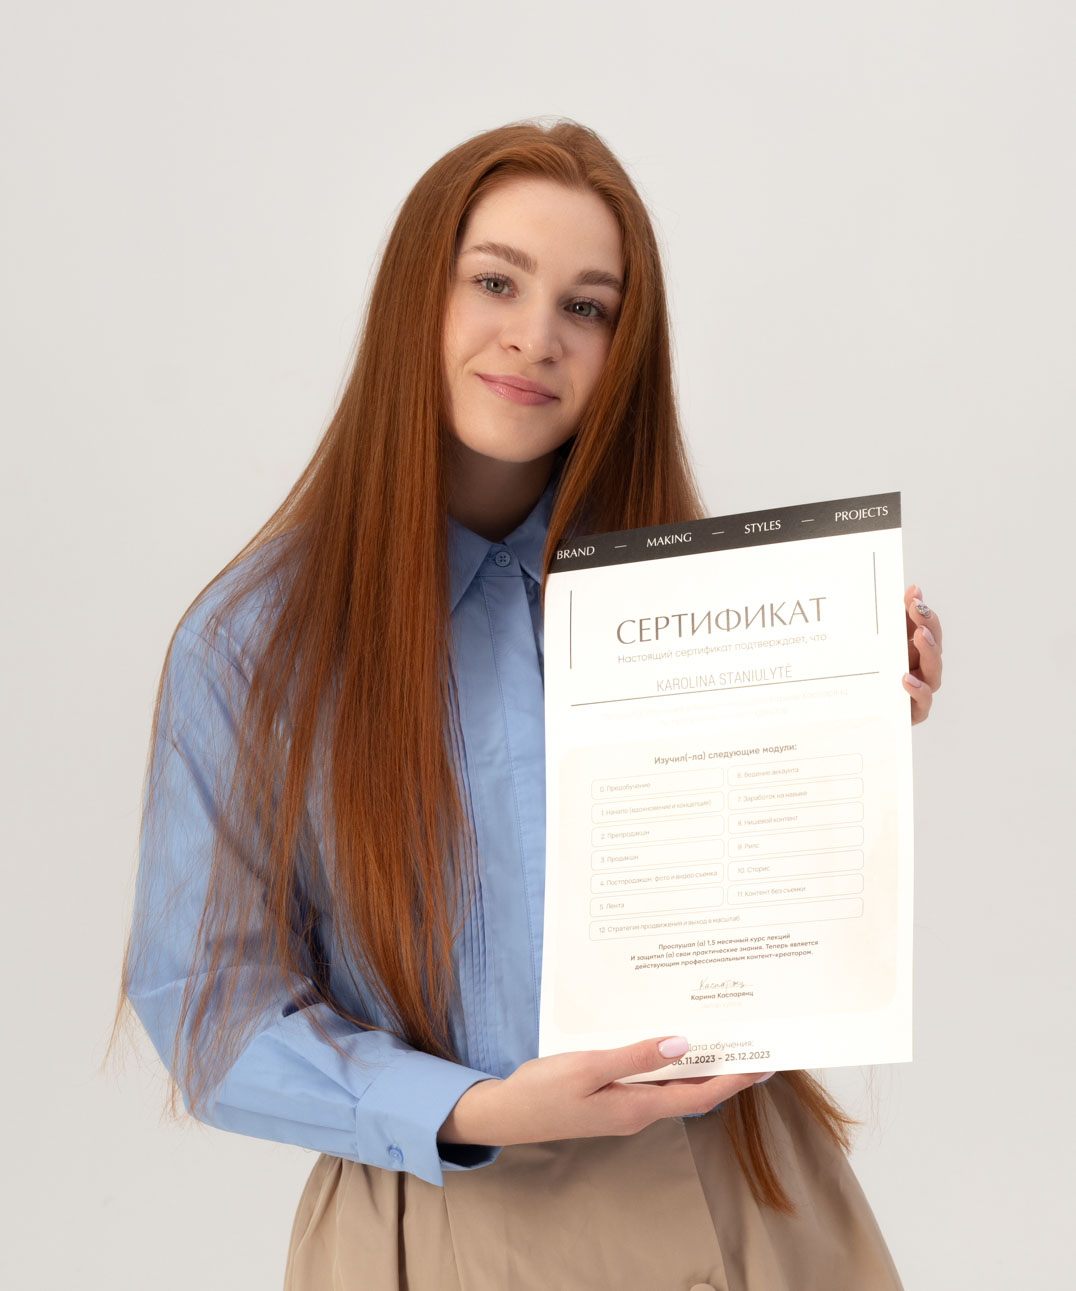 BRAND — MAKING — STYLES — PROJECTS
СЕРТИФИКАТ
Настоящий сертификат подтверждает, что
KAROLINA STANIULYTĖ
Изучил(-ла) следующие модули:
0. Предобучение
6. Ведение аккаунта
1. Начало (вдохновение и концепция)
7. Заработок на навыке
2. Препродакшн
8. Нишевой контент
3. Продакшн
9. Рилс
4. Постпродакшн: фото и видео съёмка
10. Сторис
5. Лента
11. Контент без съёмки
12. Стратегия продвижения и выход в масштаб
Прослушал (а) 1,5 месячный курс лекций
И защитил (а) свои практические знания. Теперь является
действующим профессиональным контент-креатором.
Каспарянц
Карина Каспарянц
Дата обучения:
06.11.2023 - 25.12.2023